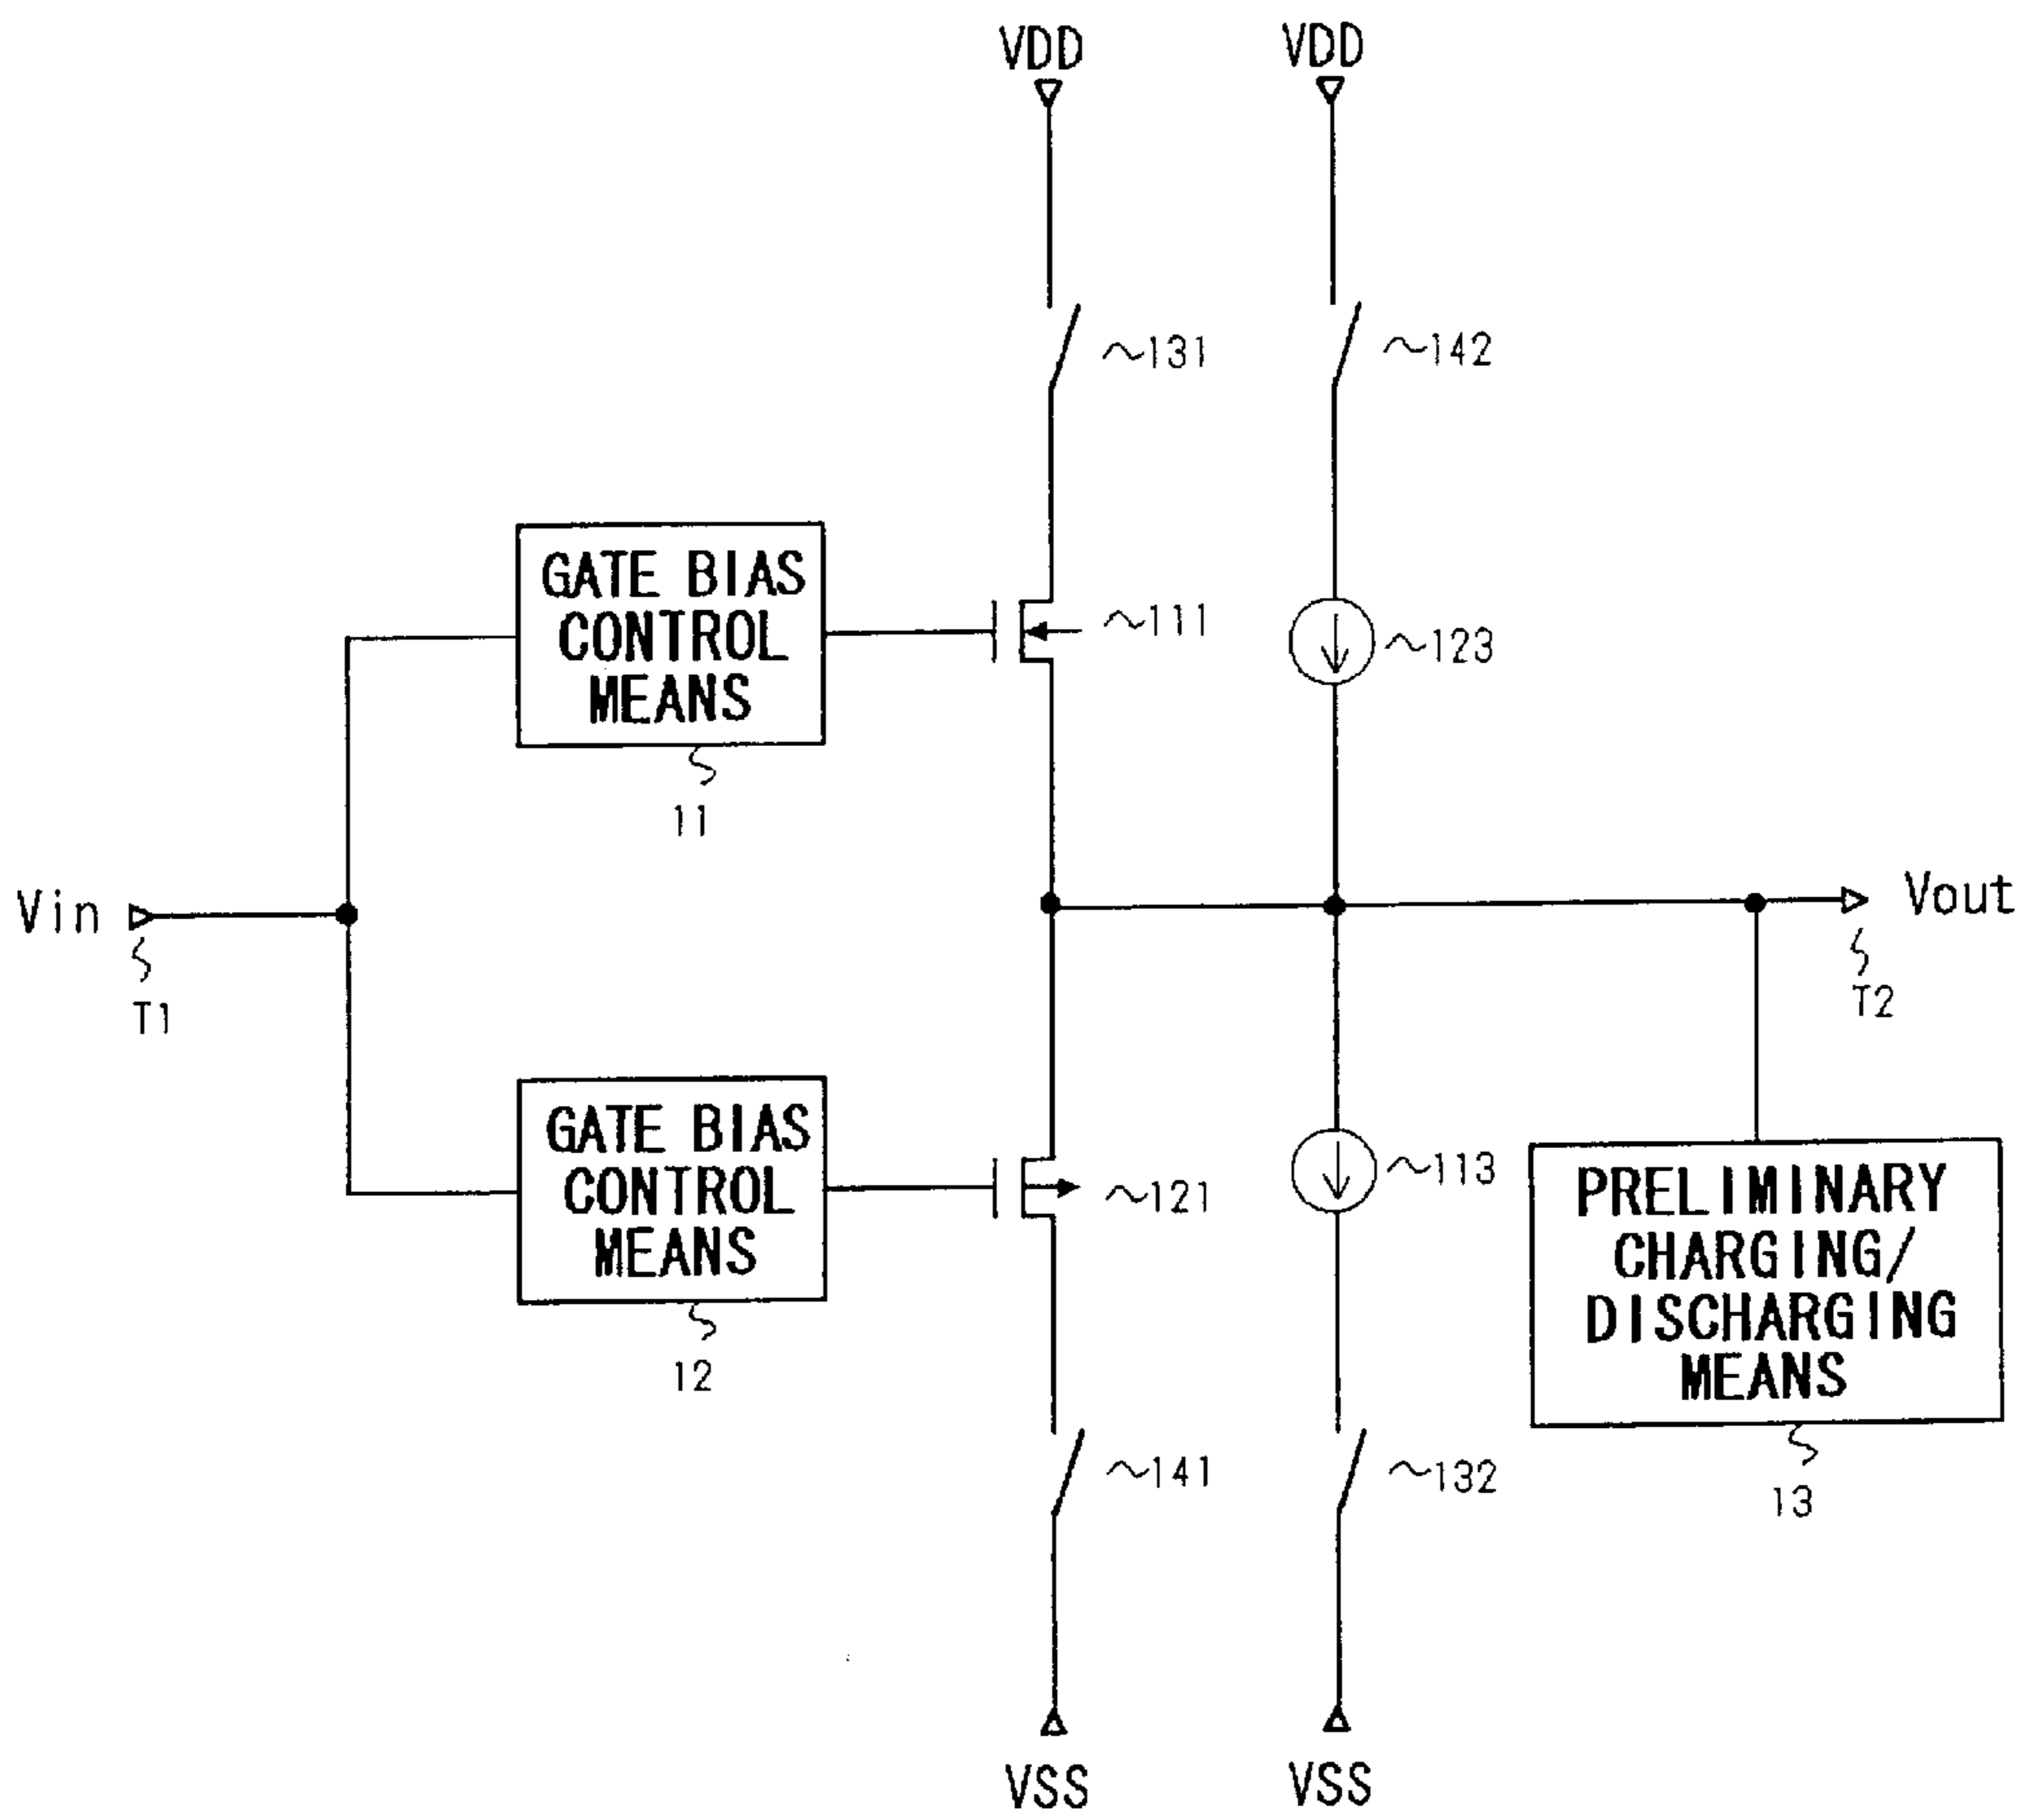 VDD
VDD
131
142
GATE BIAS
CONTROL
MEANS
111
123
11
Vin
Vout
T1
T2
GATE BIAS
CONTROL
MEANS
121
113
PRELIMINARY
CHARGING/
DISCHARGING
MEANS
12
141
132
13
VSS
VSS